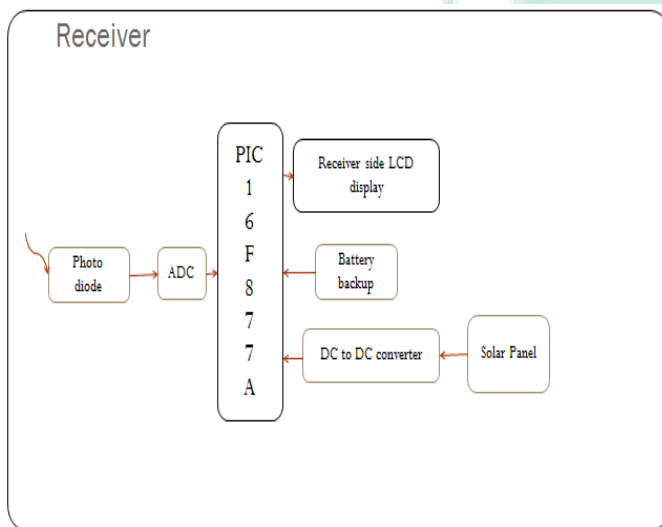 Receiver
PIC
1
6
F
8
7
7
A
Receiver side LCD
display
Photo
diode
ADC
Battery
backup
DC to DC converter
Solar Panel